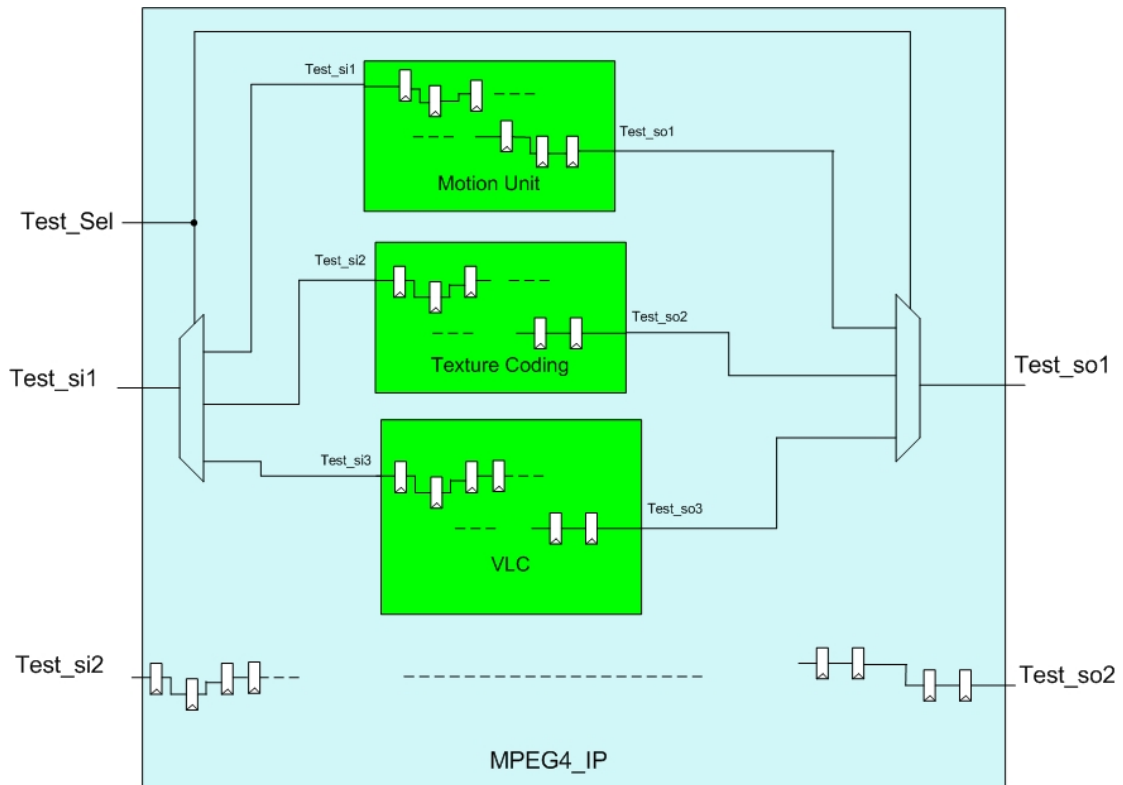 Test_si1
Test_so1
Motion Unit
Test_Sel
Test_si2
Test_so2
Texture Coding
Test_si1
Test_so1
Test_si3
Test_so3
VLC
Test_si2
Test_so2
MPEG4_IP